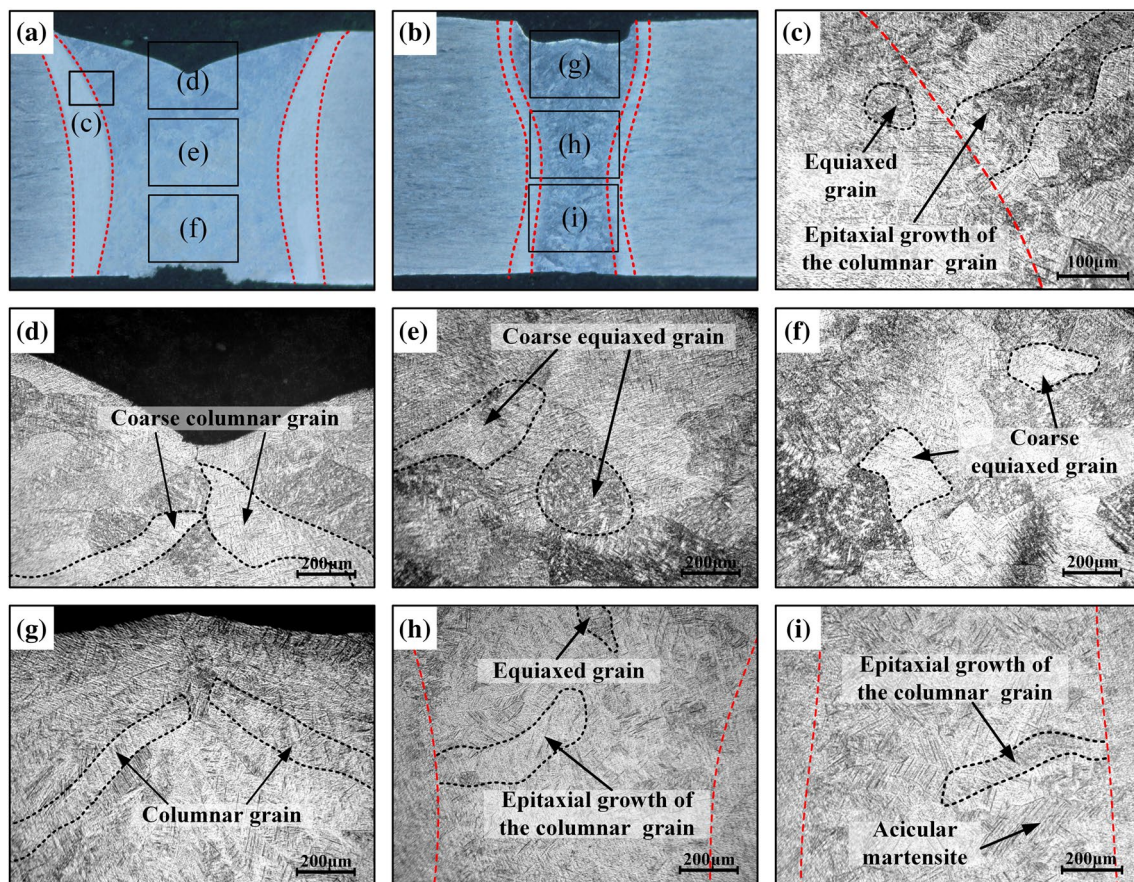 (a)
(d)
(c)
(e)
(f)
(b)
(g)
(h)
(i)
(c)
Equiaxed
grain
Epitaxial growth of
the columnar grain
100μm
(d)
Coarse columnar grain
200μm
(e)
Coarse equiaxed grain
200μm
(f)
Coarse
equiaxed grain
200μm
(g)
Columnar grain
200μm
(h)
Equiaxed grain
Epitaxial growth of
the columnar grain
200μm
(i)
Epitaxial growth of
the columnar grain
Acicular
martensite
200μm